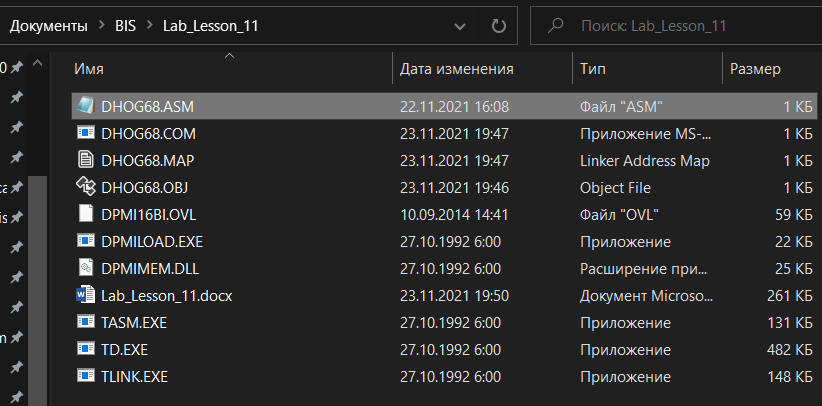 Документы > BIS > Lab_Lesson_11
Поиск: Lab_Lesson_11
Имя Дата изменения Тип Размер
DHOG68.ASM 22.11.2021 16:08 Файл "ASM" 1 КБ
DHOG68.COM 23.11.2021 19:47 Приложение MS-... 1 КБ
DHOG68.MAP 23.11.2021 19:47 Linker Address Map 1 КБ
DHOG68.OBJ 23.11.2021 19:46 Object File 1 КБ
DPMI16BI.OVL 10.09.2014 14:41 Файл "OVL" 59 КБ
DPMILOAD.EXE 27.10.1992 6:00 Приложение 22 КБ
DPMIMEM.DLL 27.10.1992 6:00 Расширение при... 25 КБ
Lab_Lesson_11.docx 23.11.2021 19:50 Документ Microso... 261 КБ
TASM.EXE 27.10.1992 6:00 Приложение 131 КБ
TD.EXE 27.10.1992 6:00 Приложение 482 КБ
TLINK.EXE 27.10.1992 6:00 Приложение 148 КБ